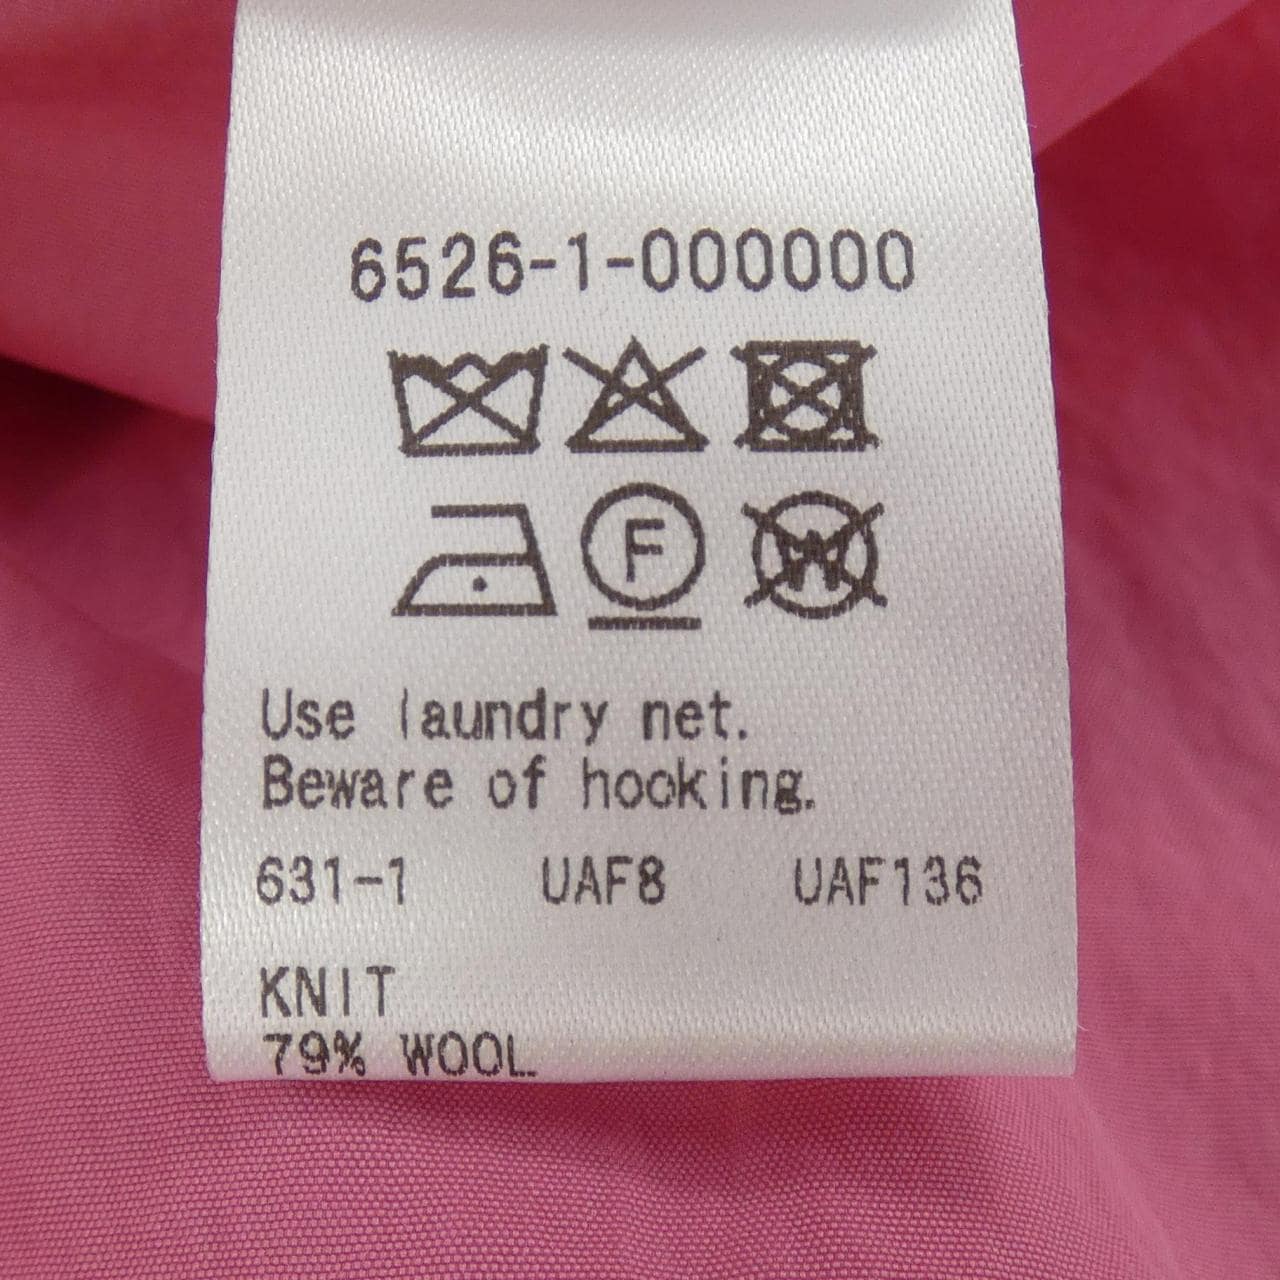 6526-1-000000
F W
Use laundry net.
Beware of hooking.
631-1 UAF8 UAF136
KNIT
79% WOOL